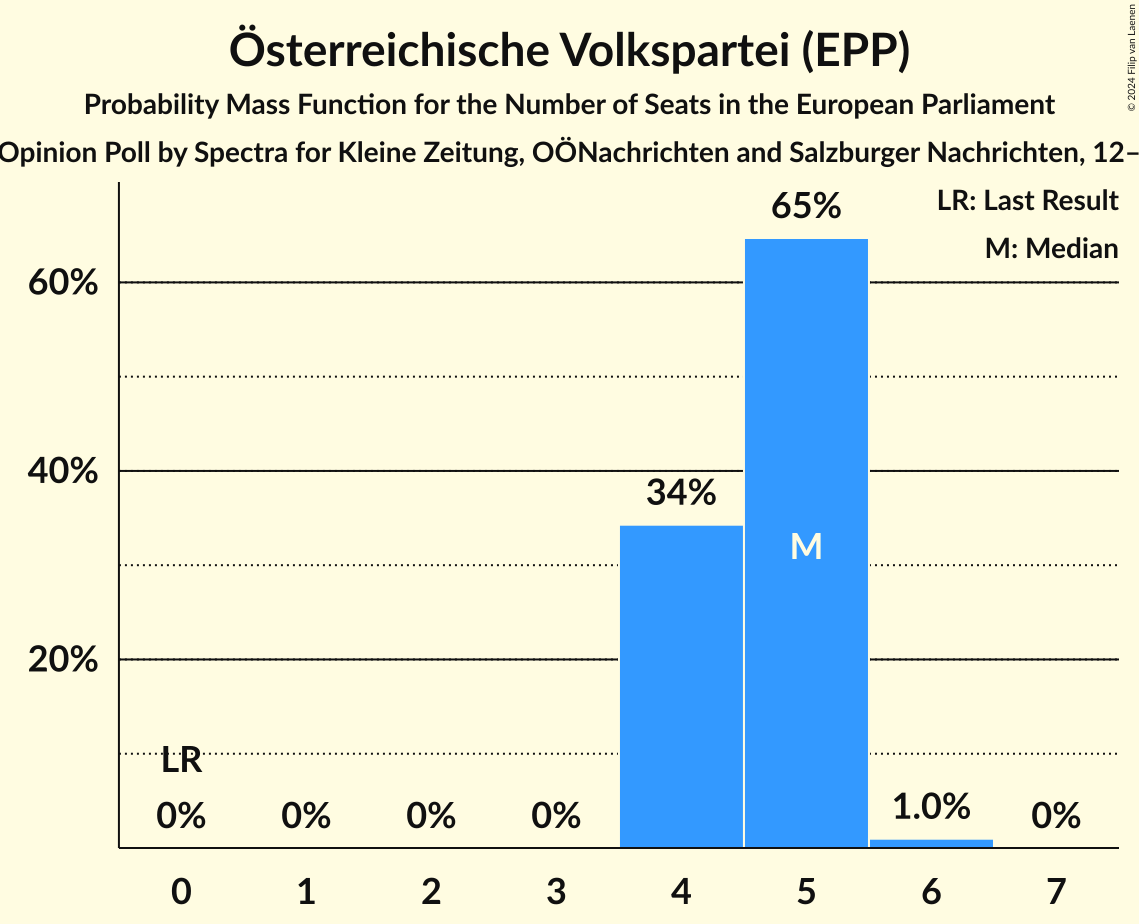 Österreichische Volkspartei (EPP)
Probability Mass Function for the Number of Seats in the European Parliament
Opinion Poll by Spectra for Kleine Zeitung, OÖNachrichten and Salzburger Nachrichten, 12–
© 2024 Filip van Laenen
LR: Last Result
M: Median
65%
60%
40%
34%
M
20%
LR
0% 0% 0% 0% 1.0% 0%
0 1 2 3 4 5 6 7